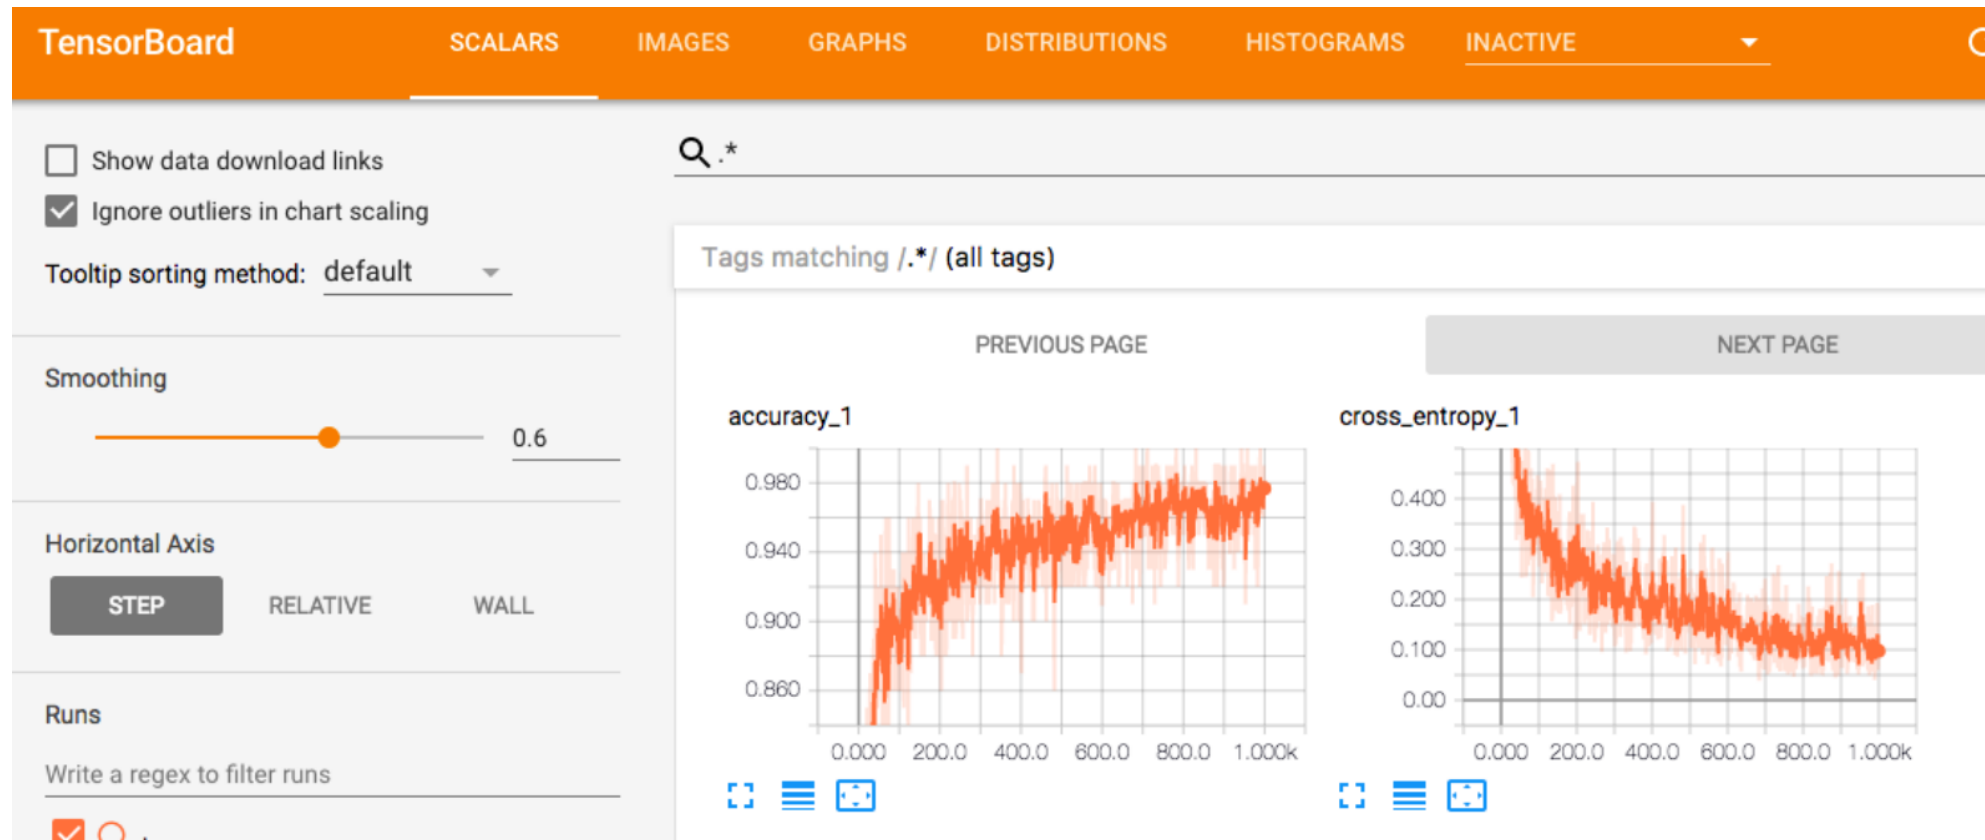 TensorBoard SCALARS IMAGES GRAPHS DISTRIBUTIONS HISTOGRAMS INACTIVE
Show data download links
Ignore outliers in chart scaling
Tooltip sorting method: default
Smoothing
0.6
Horizontal Axis
STEP RELATIVE WALL
Runs
Write a regex to filter runs
.*
Tags matching /.*/ (all tags)
PREVIOUS PAGE NEXT PAGE
accuracy_1
0.980
0.940
0.900
0.860
0.000 200.0 400.0 600.0 800.0 1.000k
cross_entropy_1
0.400
0.300
0.200
0.100
0.00
0.000 200.0 400.0 600.0 800.0 1.000k